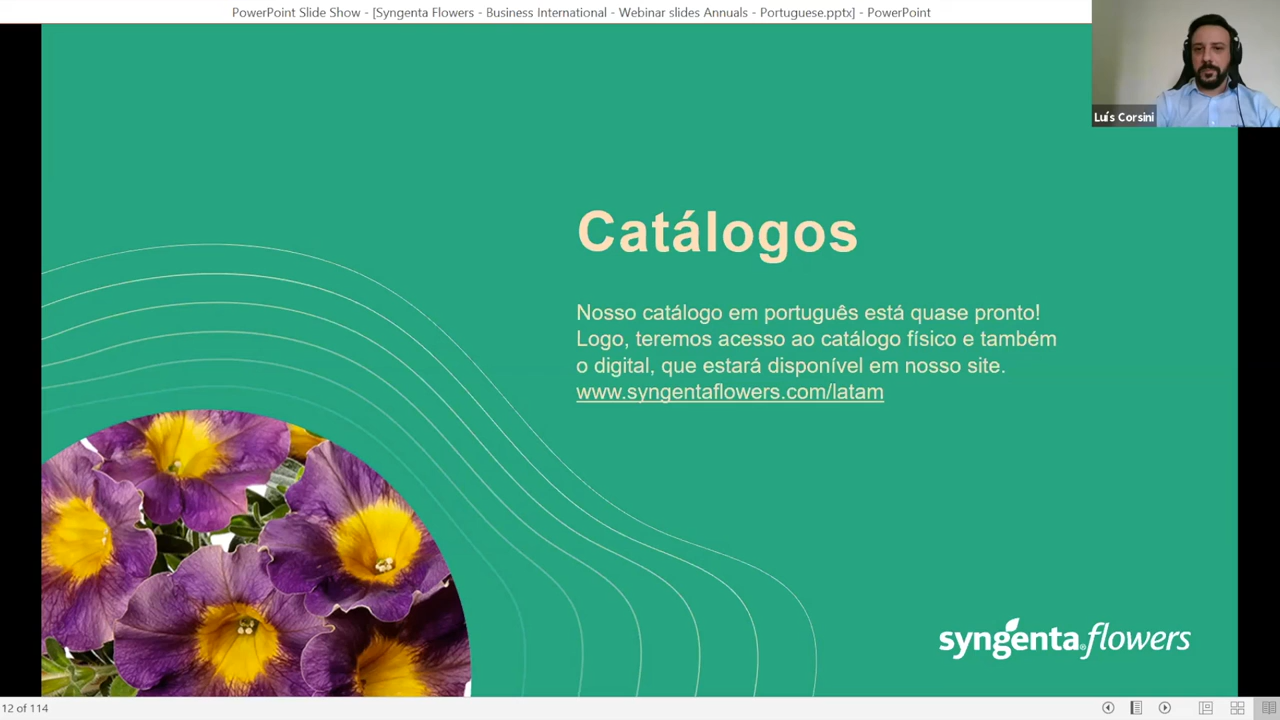 PowerPoint Slide Show - [Syngenta Flowers - Business International - Webinar slides Annuals - Portuguese.pptx] - PowerPoint
Luís Corsini
Catálogos
Nosso catálogo em português está quase pronto!
Logo, teremos acesso ao catálogo físico e também
o digital, que estará disponível em nosso site.
www.syngentaflowers.com/latam
syngenta® flowers
12 of 114